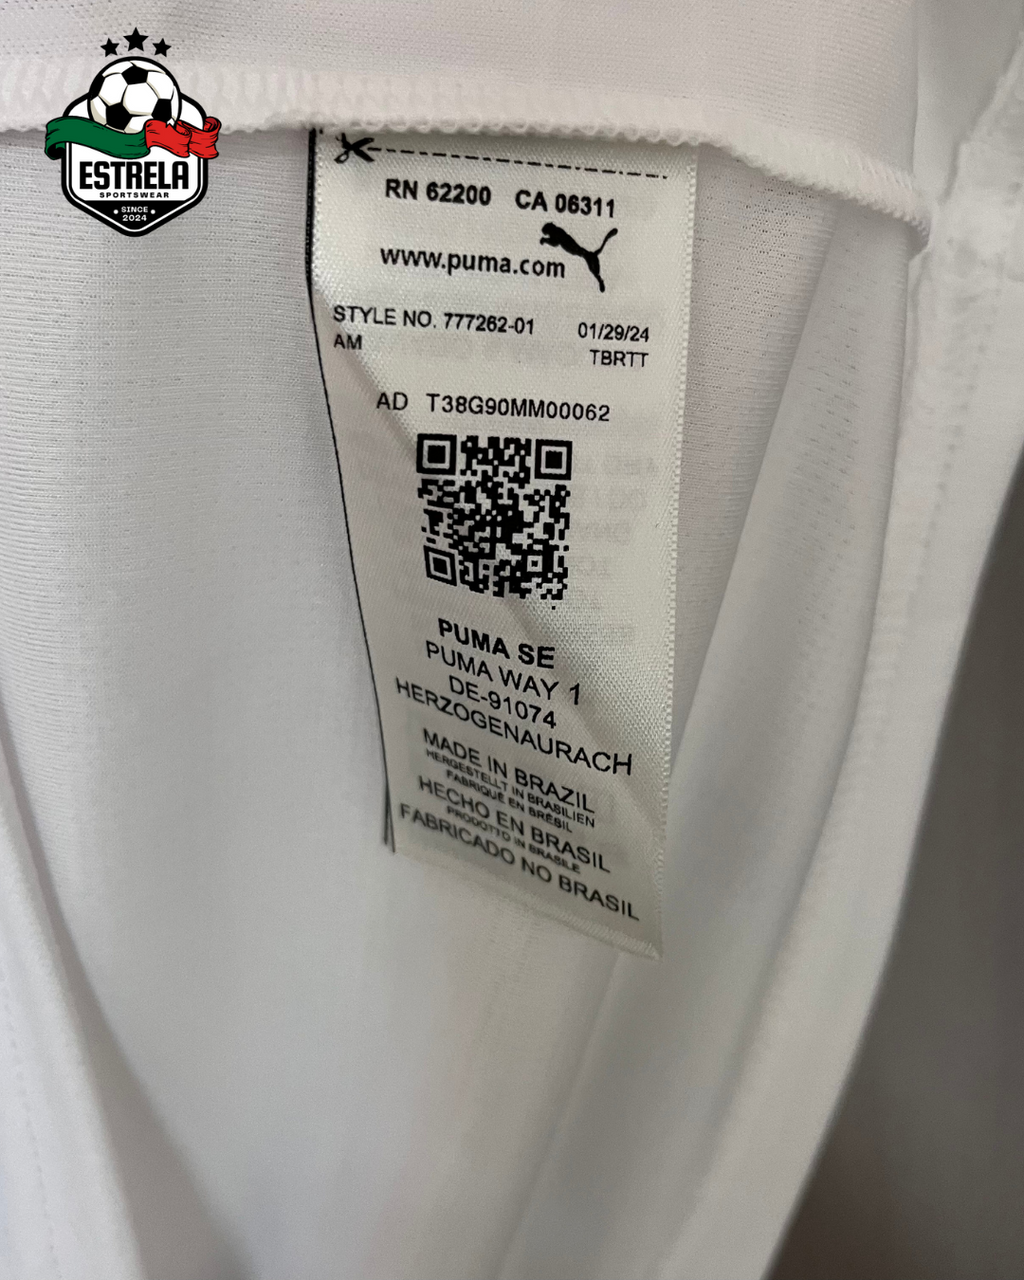 ESTRELA
SPORTSWEAR
SINCE
2024
RN 62200 CA 06311
www.puma.com
STYLE NO. 777262-01 01/29/24
AM TBRTT
AD T38G90MM00062
PUMA SE
PUMA WAY 1
DE-91074
HERZOGENAURACH
MADE IN BRAZIL
HERGESTELLT IN BRASILIEN
FABRIQUÉ EN BRÉSIL
HECHO EN BRASIL
PRODOTTO IN BRASILE
FABRICADO NO BRASIL